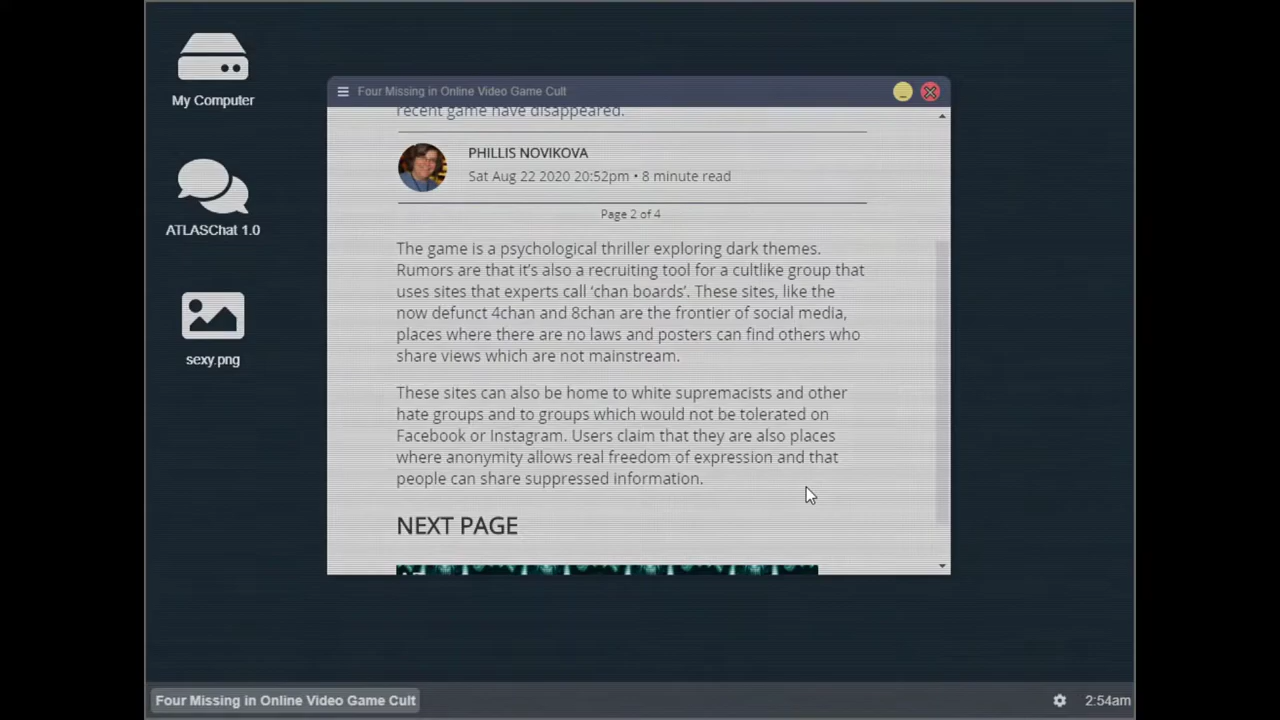 My Computer
ATLASChat 1.0
sexy.png
Four Missing in Online Video Game Cult
recent game have disappeared.
PHILLIS NOVIKOVA
Sat Aug 22 2020 20:52pm • 8 minute read
Page 2 of 4
The game is a psychological thriller exploring dark themes.
Rumors are that it’s also a recruiting tool for a cultlike group that
uses sites that experts call ‘chan boards’. These sites, like the
now defunct 4chan and 8chan are the frontier of social media,
places where there are no laws and posters can find others who
share views which are not mainstream.
These sites can also be home to white supremacists and other
hate groups and to groups which would not be tolerated on
Facebook or Instagram. Users claim that they are also places
where anonymity allows real freedom of expression and that
people can share suppressed information.
NEXT PAGE
Four Missing in Online Video Game Cult
2:54am